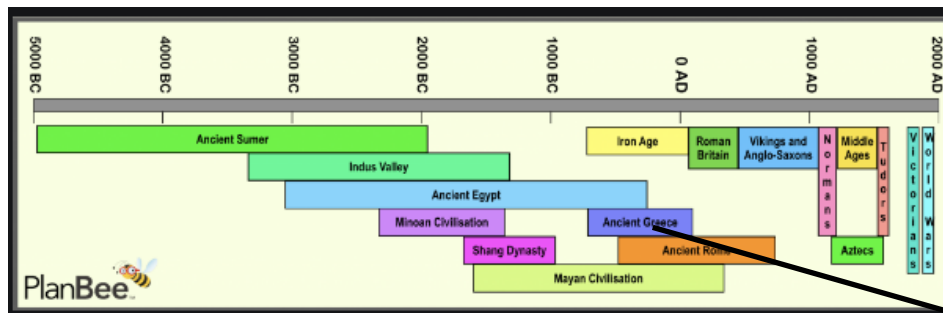 5000 BC
4000 BC
3000 BC
2000 BC
1000 BC
0 AD
1000 AD
2000 AD
Ancient Sumer
Iron Age
Roman
Britain
Vikings and
Anglo-Saxons
Normans
Middle
Ages
Tudors
Victorians
World Wars
Indus Valley
Ancient Egypt
Minoan Civilisation
Ancient Greece
Shang Dynasty
Ancient Rome
Aztecs
Mayan Civilisation
PlanBee